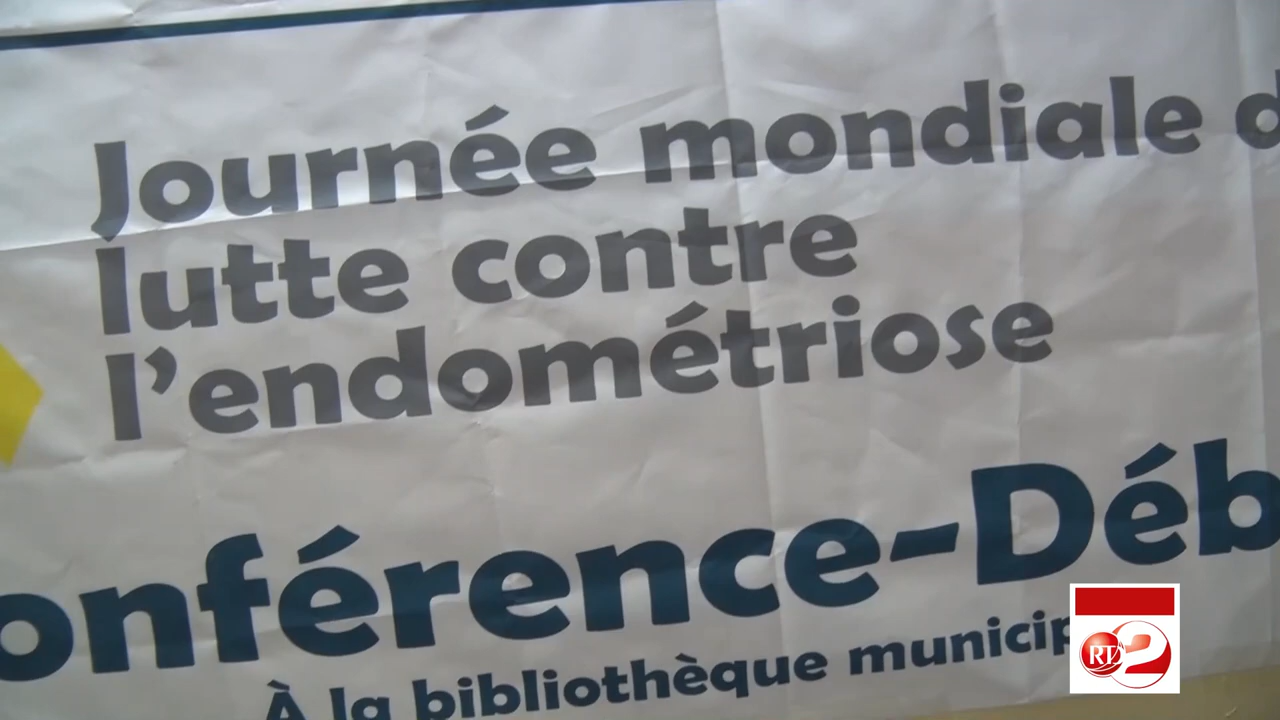 Journée mondiale d
lutte contre
l'endométriose
onférence-Déb
À la bibliothèque municip
RTI 2